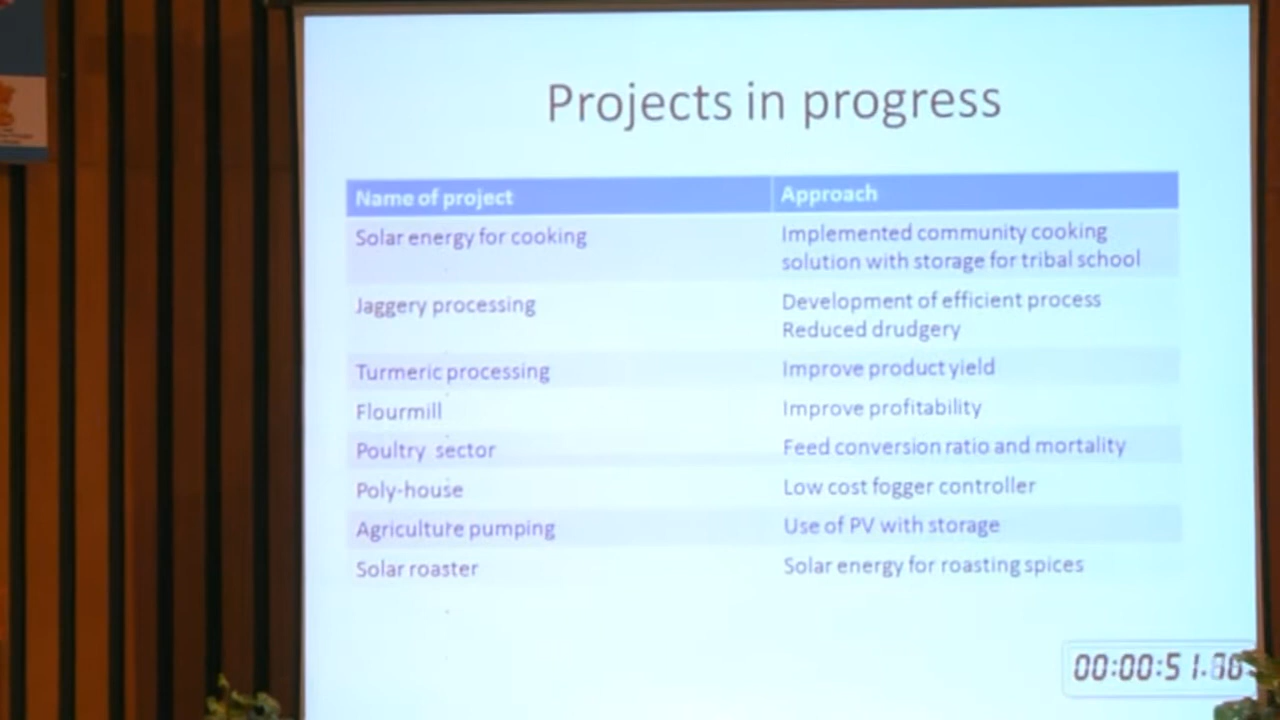 Projects in progress
Name of project Approach
Solar energy for cooking Implemented community cooking
solution with storage for tribal school
Jaggery processing Development of efficient process
Reduced drudgery
Turmeric processing Improve product yield
Flourmill Improve profitability
Poultry sector Feed conversion ratio and mortality
Poly-house Low cost fogger controller
Agriculture pumping Use of PV with storage
Solar roaster Solar energy for roasting spices